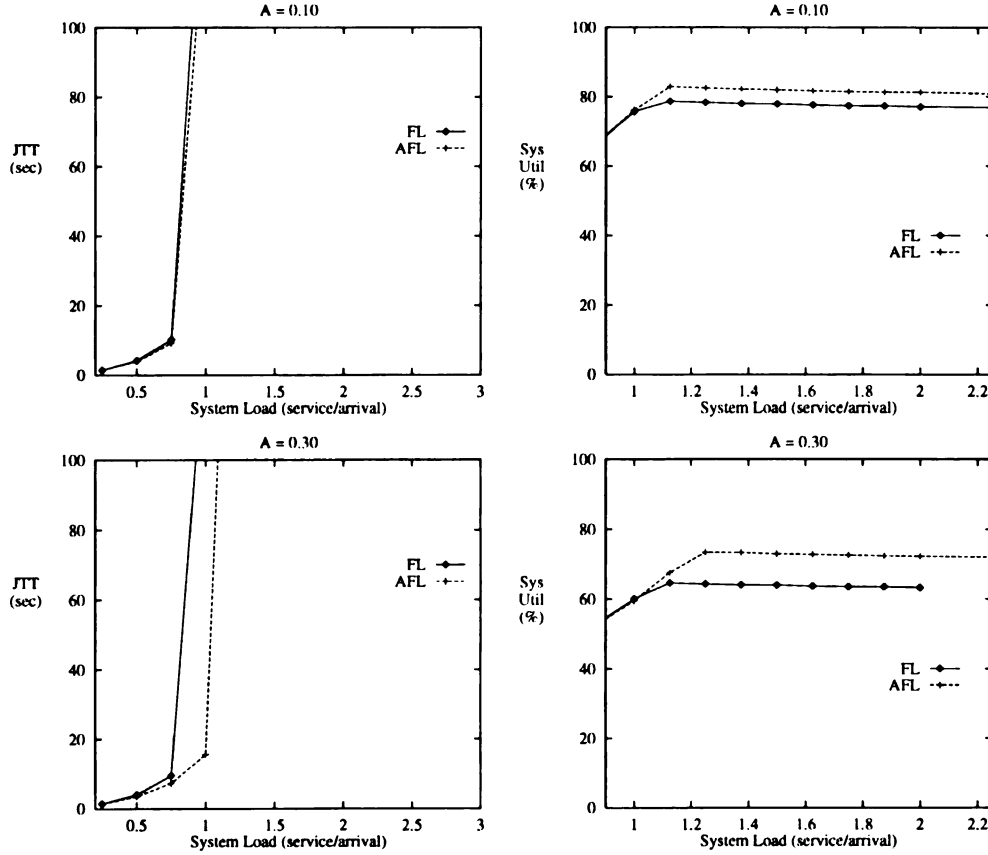 A = 0.10
100
80
60
40
20
0
JTT
(sec)
FL
AFL
0.5
1
1.5
2
2.5
3
System Load (service/arrival)
A = 0.10
100
80
60
40
20
0
Sys
Util
(%)
FL
AFL
1
1.2
1.4
1.6
1.8
2
2.2
System Load (service/arrival)
A = 0.30
100
80
60
40
20
0
JTT
(sec)
FL
AFL
0.5
1
1.5
2
2.5
3
System Load (service/arrival)
A = 0.30
100
80
60
40
20
0
Sys
Util
(%)
FL
AFL
1
1.2
1.4
1.6
1.8
2
2.2
System Load (service/arrival)